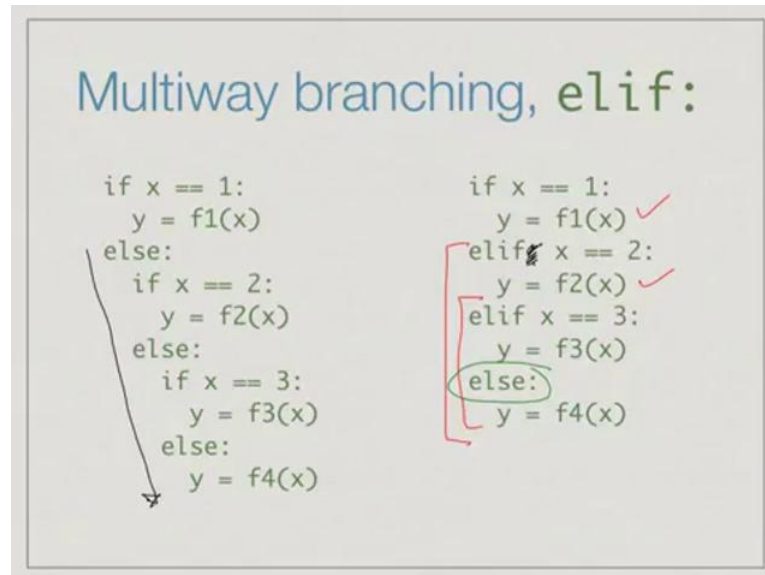 Multiway branching, elif:
if x == 1:
y = f1(x)
else:
if x == 2:
y = f2(x)
else:
if x == 3:
y = f3(x)
else:
y = f4(x)
if x == 1:
y = f1(x)
elif x == 2:
y = f2(x)
elif x == 3:
y = f3(x)
else:
y = f4(x)